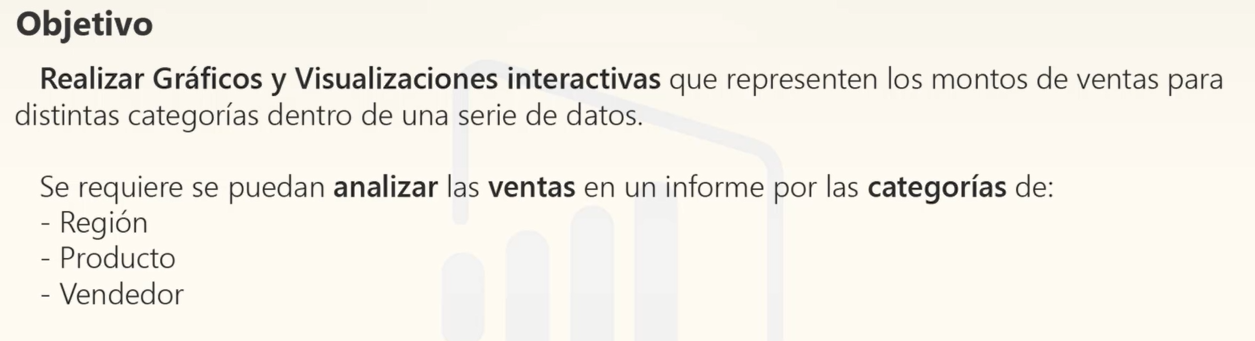 Objetivo
Realizar Gráficos y Visualizaciones interactivas que representen los montos de ventas para
distintas categorías dentro de una serie de datos.
Se requiere se puedan analizar las ventas en un informe por las categorías de:
- Región
- Producto
- Vendedor